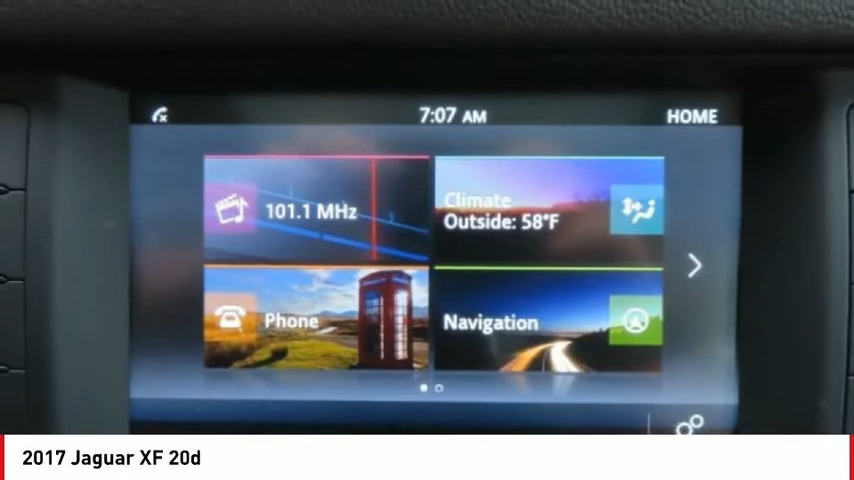 7:07 AM
HOME
101.1 MHz
Climate
Outside: 58°F
Phone
Navigation
2017 Jaguar XF 20d